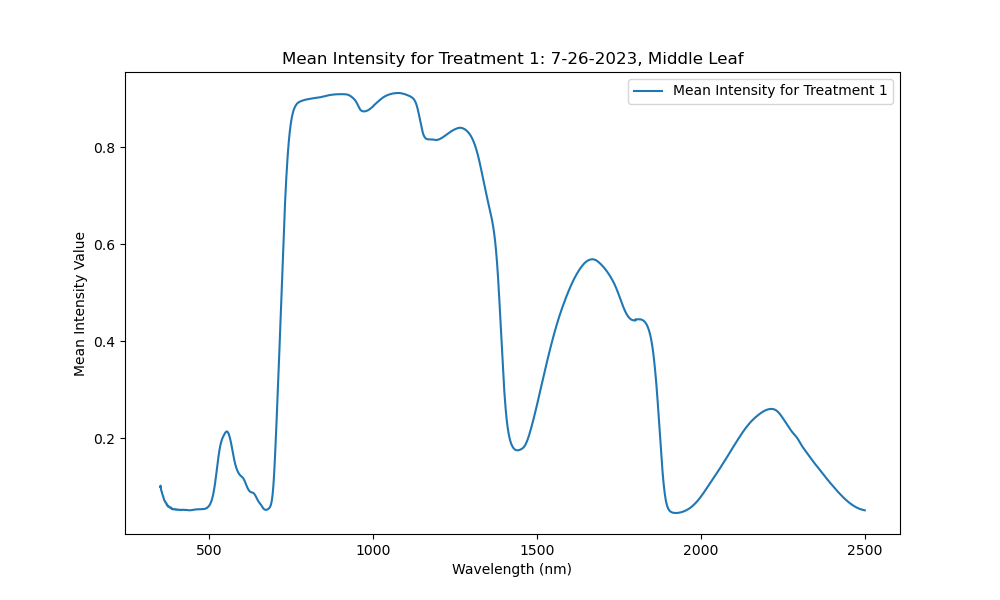 Mean Intensity for Treatment 1: 7-26-2023, Middle Leaf
Mean Intensity for Treatment 1
Mean Intensity Value
0.8
0.6
0.4
0.2
500
1000
1500
2000
2500
Wavelength (nm)